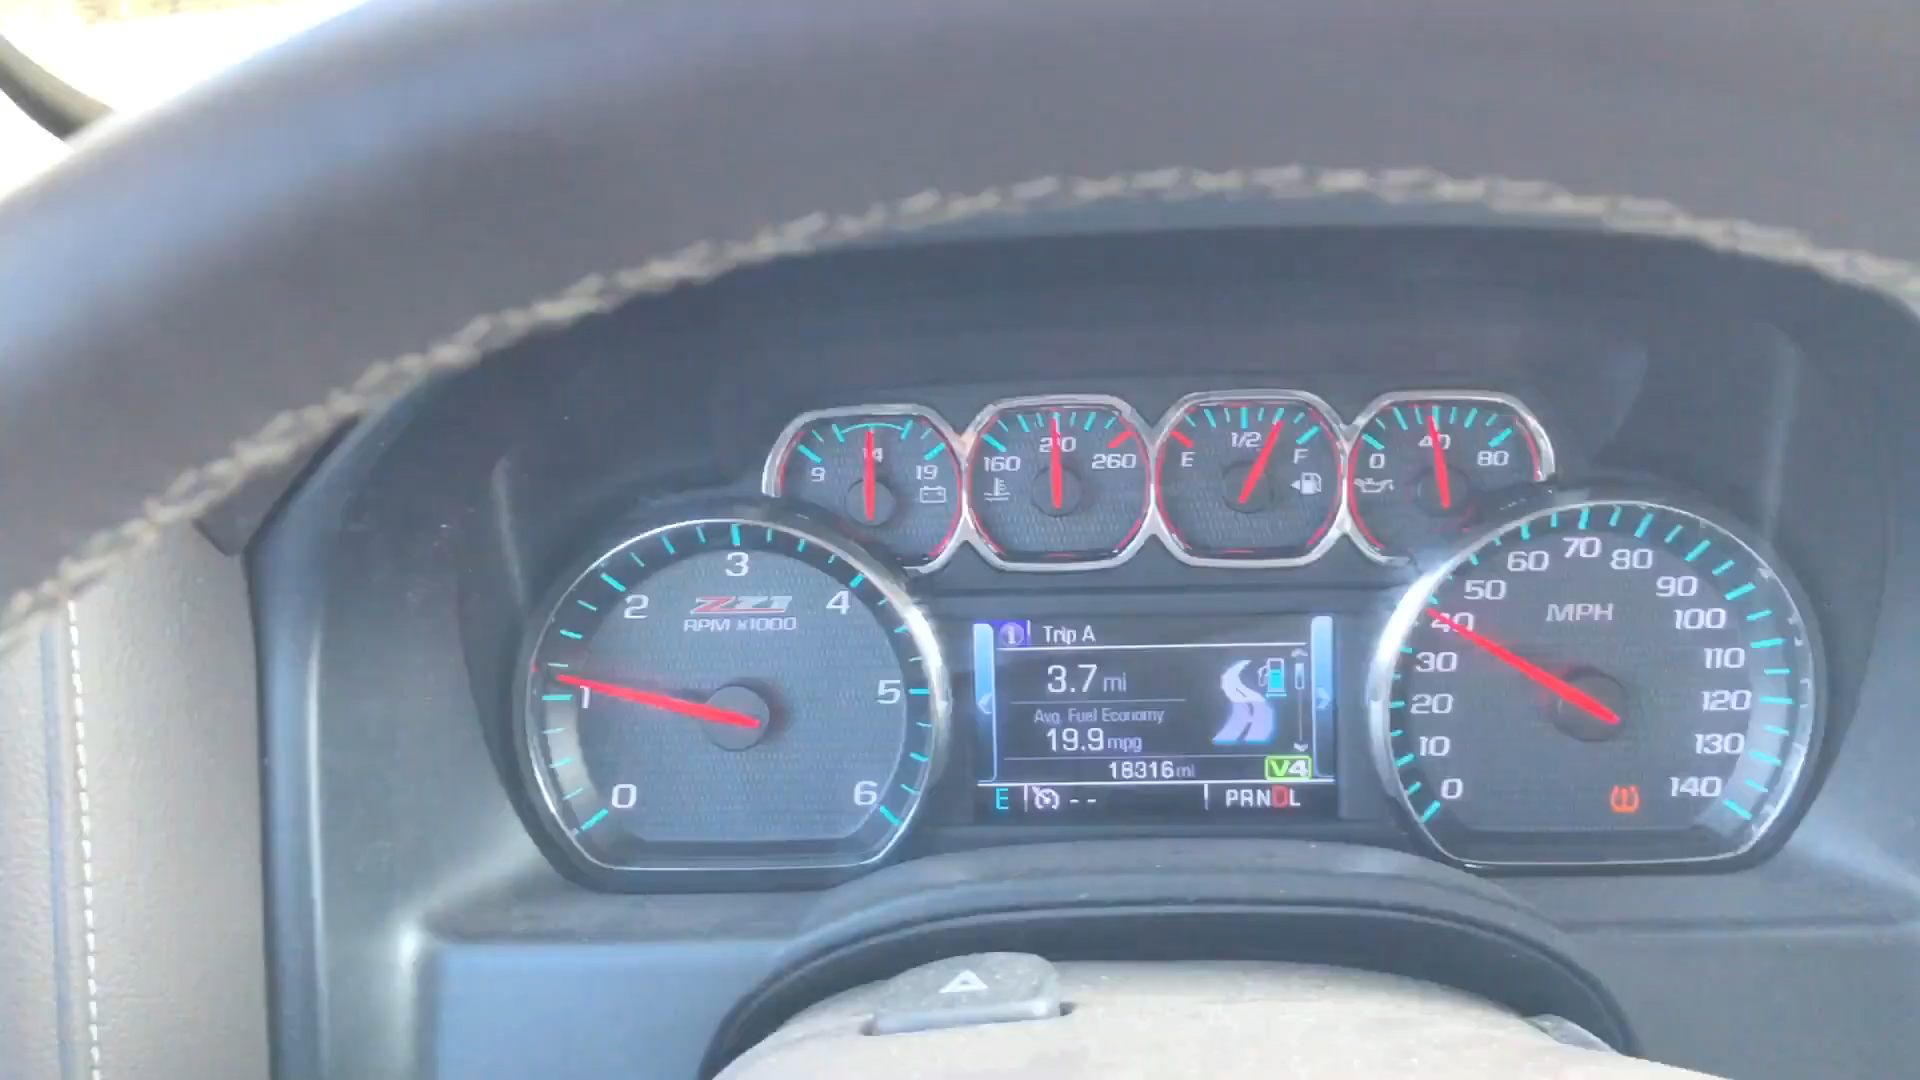 9 14 19
160 210 260
E 1/2 F
0 40 80
0 1 2 3 4 5 6
Z71
RPM x1000
Trip A
3.7 mi
Avg. Fuel Economy
19.9 mpg
18316 mi
V4
E -- PRNDL
0 10 20 30 40 50 60 70 80 90 100 110 120 130 140
MPH